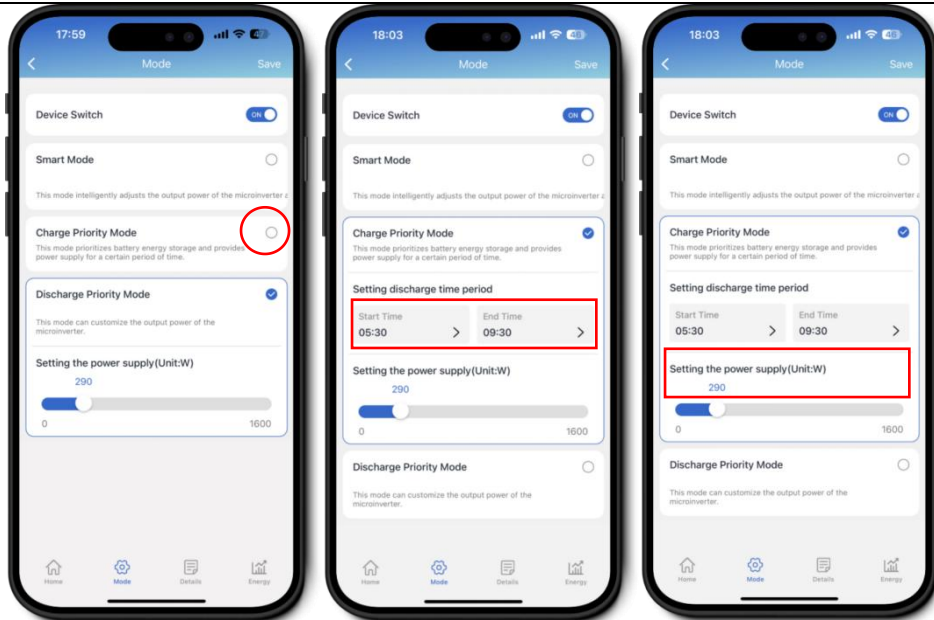 17:59
47
Mode
Save
Device Switch
ON
Smart Mode
This mode intelligently adjusts the output power of the microinverter a
Charge Priority Mode
This mode prioritizes battery energy storage and provides
power supply for a certain period of time.
Discharge Priority Mode
This mode can customize the output power of the
microinverter.
Setting the power supply(Unit:W)
290
0
1600
Home
Mode
Details
Energy
18:03
48
Mode
Save
Device Switch
ON
Smart Mode
This mode intelligently adjusts the output power of the microinverter a
Charge Priority Mode
This mode prioritizes battery energy storage and provides
power supply for a certain period of time.
Setting discharge time period
Start Time
05:30
End Time
09:30
Setting the power supply(Unit:W)
290
0
1600
Discharge Priority Mode
This mode can customize the output power of the
microinverter.
Home
Mode
Details
Energy
18:03
48
Mode
Save
Device Switch
ON
Smart Mode
This mode intelligently adjusts the output power of the microinverter a
Charge Priority Mode
This mode prioritizes battery energy storage and provides
power supply for a certain period of time.
Setting discharge time period
Start Time
05:30
End Time
09:30
Setting the power supply(Unit:W)
290
0
1600
Discharge Priority Mode
This mode can customize the output power of the
microinverter.
Home
Mode
Details
Energy